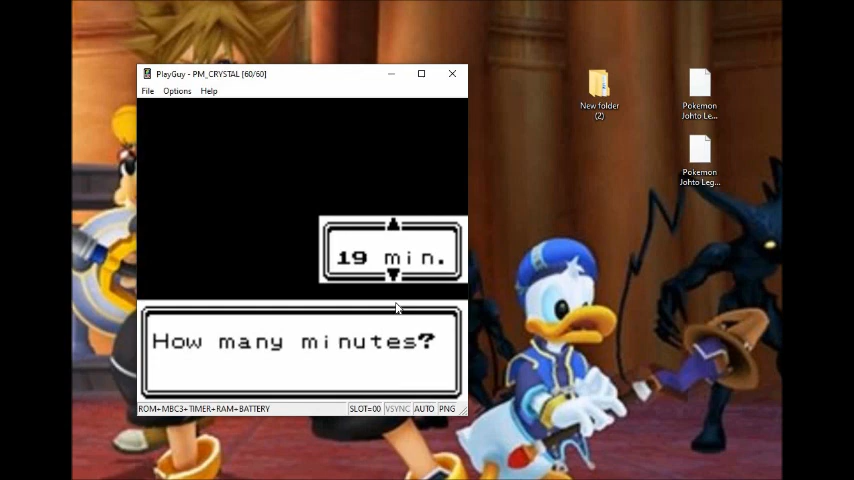 PlayGuy - PM_CRYSTAL [60/60]
File Options Help
19 min.
How many minutes?
ROM+MBC3+TIMER+RAM+BATTERY SLOT=00 VSYNC AUTO PNG
New folder
(2)
Pokemon
Johto Le...
Pokemon
Johto Leg...